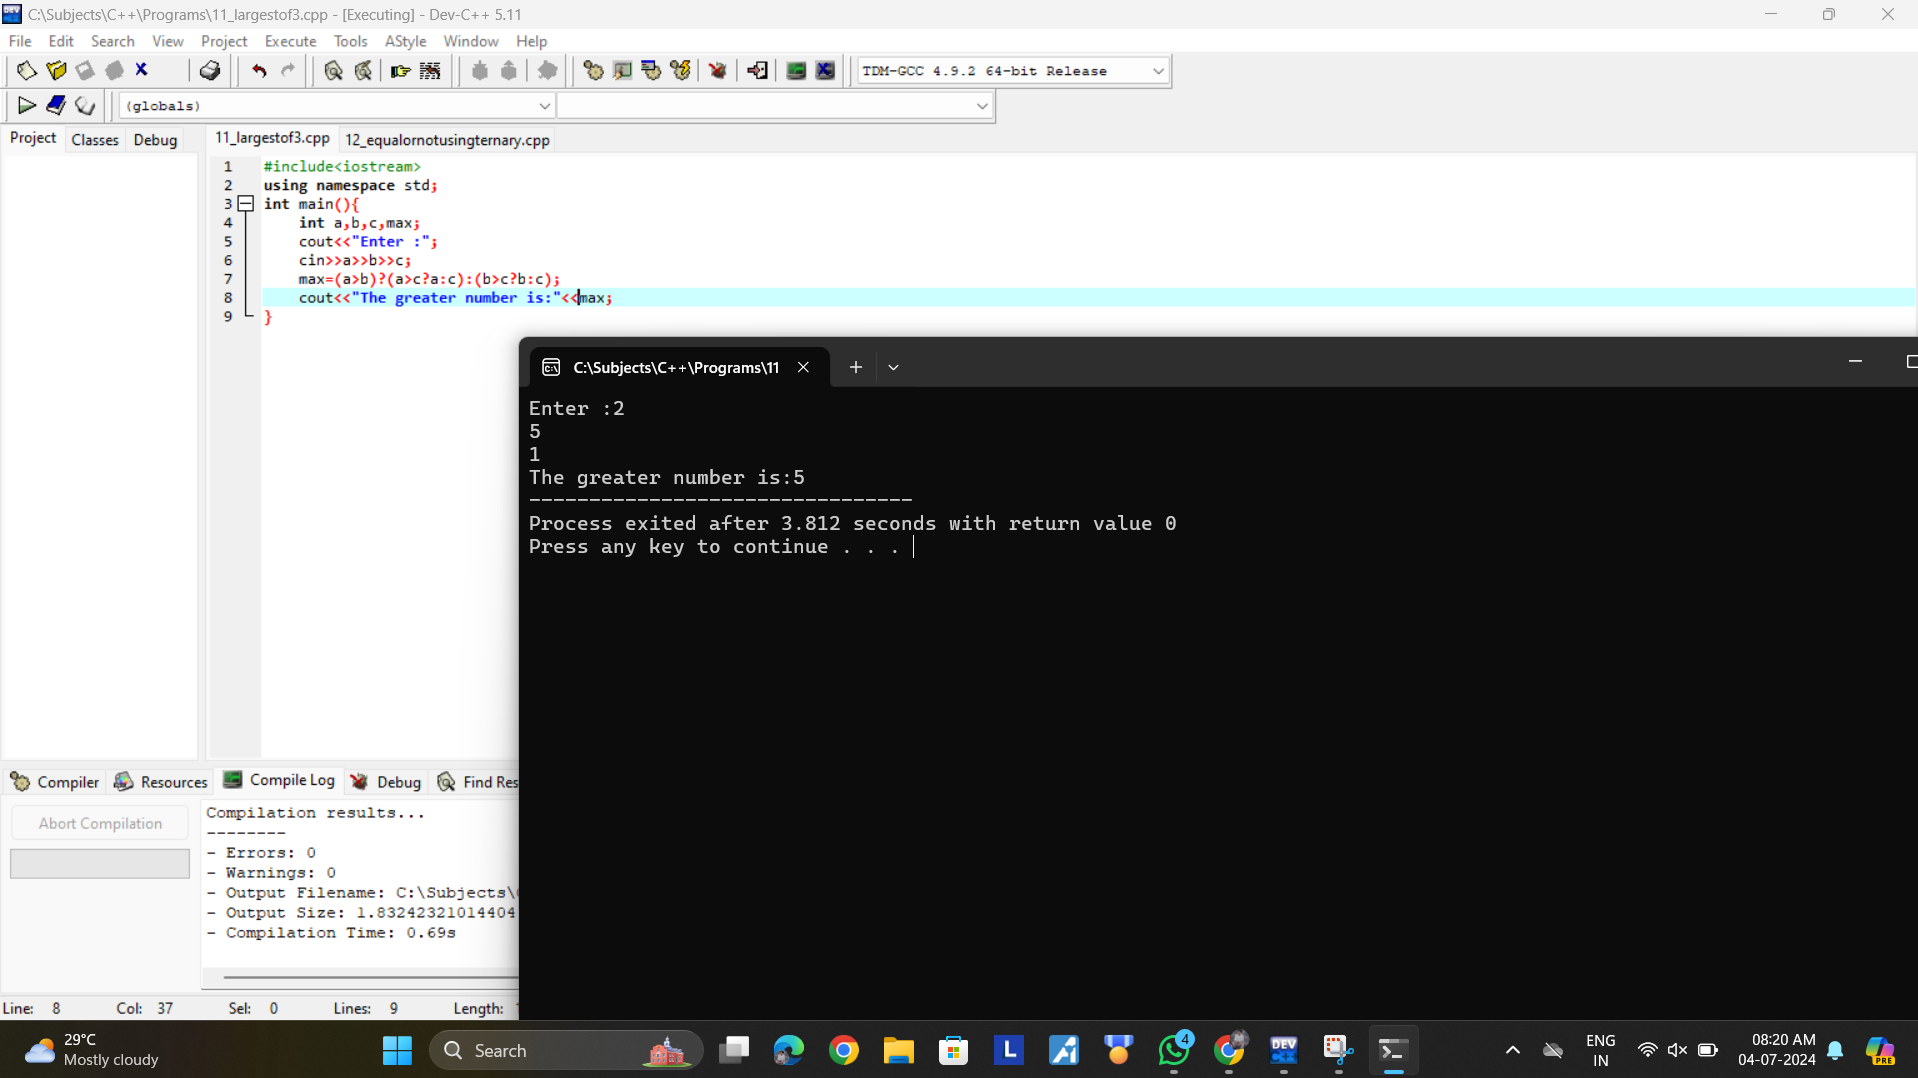 C:\Subjects\C++\Programs\11_largestof3.cpp - [Executing] - Dev-C++ 5.11
File Edit Search View Project Execute Tools AStyle Window Help
TDM-GCC 4.9.2 64-bit Release
(globals)
Project Classes Debug 11_largestof3.cpp 12_equalornotusingternary.cpp
1 #include<iostream>
2 using namespace std;
3 int main(){
4 int a,b,c,max;
5 cout<<"Enter :";
6 cin>>a>>b>>c;
7 max=(a>b)?(a>c?a:c):(b>c?b:c);
8 cout<<"The greater number is:"<<max;
9 }
C:\Subjects\C++\Programs\11
Enter :2
5
1
The greater number is:5
--------------------------------
Process exited after 3.812 seconds with return value 0
Press any key to continue . . .
Compiler Resources Compile Log Debug Find Res
Abort Compilation
Compilation results...
--------
- Errors: 0
- Warnings: 0
- Output Filename: C:\Subjects\
- Output Size: 1.83242321014404
- Compilation Time: 0.69s
Line: 8 Col: 37 Sel: 0 Lines: 9 Length:
29°C
Mostly cloudy
Search
L
4
DEV
ENG
IN
08:20 AM
04-07-2024
PRE